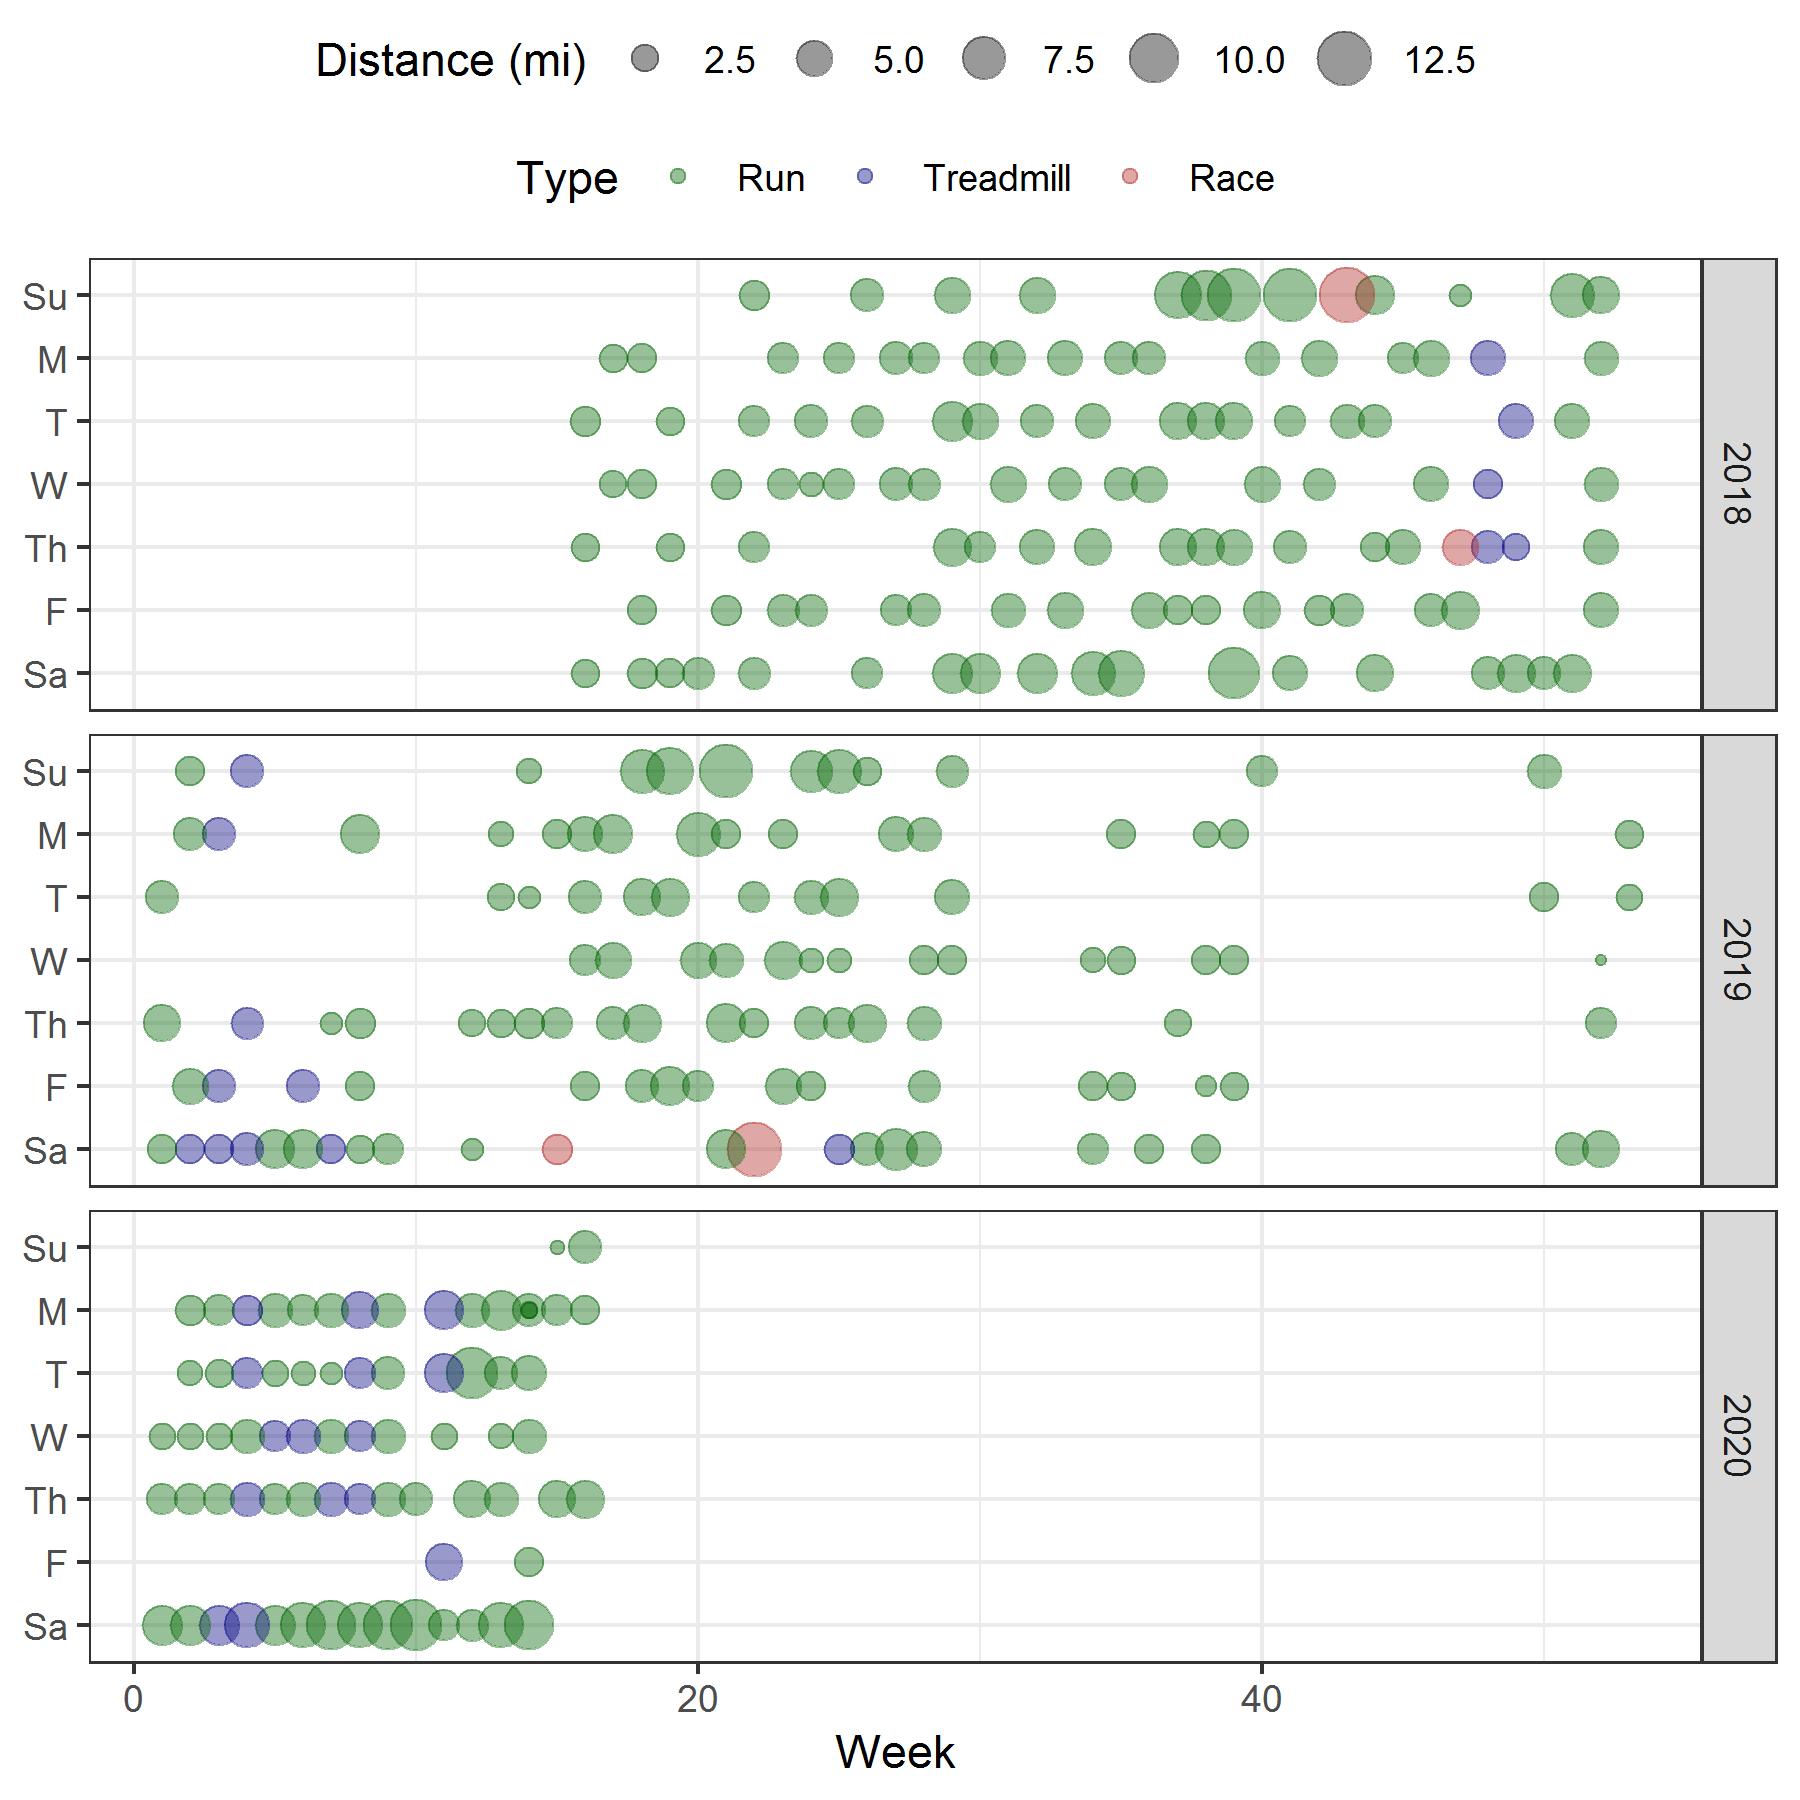 Distance (mi) 2.5 5.0 7.5 10.0 12.5
Type Run Treadmill Race
Su
M
T
W
Th
F
Sa
2018
Su
M
T
W
Th
F
Sa
2019
Su
M
T
W
Th
F
Sa
2020
0 20 40
Week